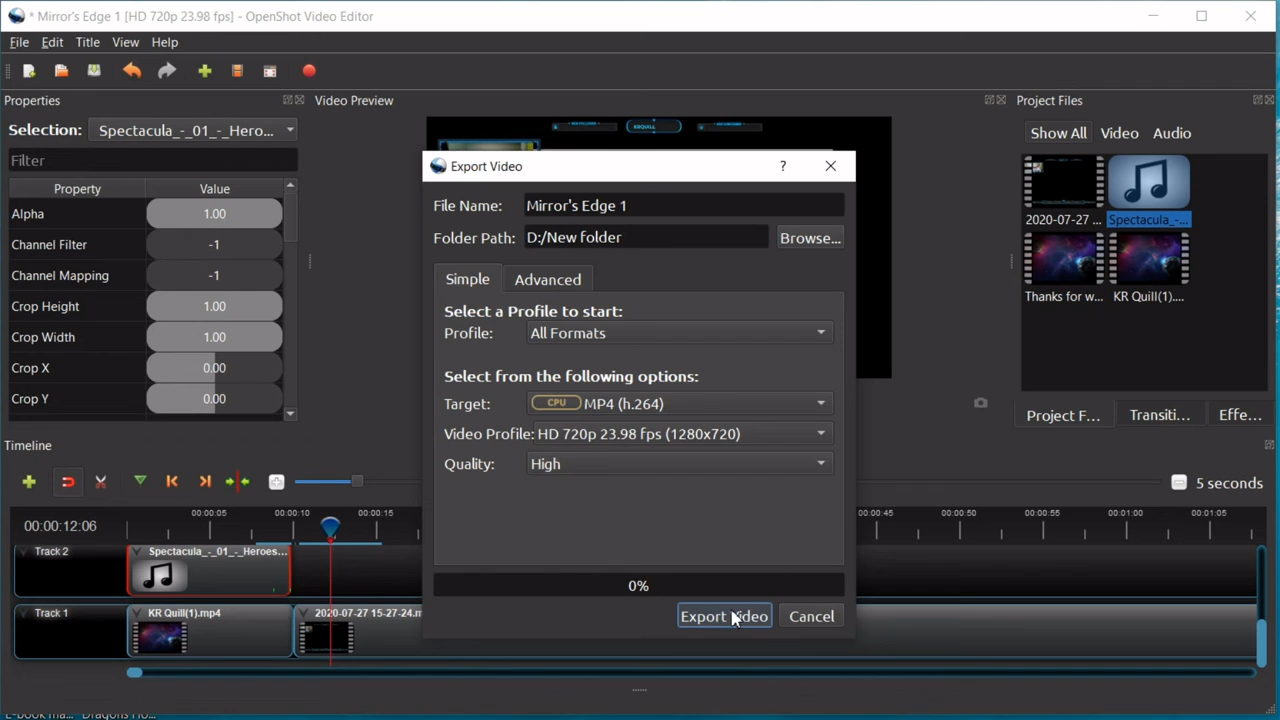 * Mirror's Edge 1 [HD 720p 23.98 fps] - OpenShot Video Editor
File Edit Title View Help
Properties
Video Preview
Project Files
Selection: Spectacula_-_01_-_Hero...
Filter
Property Value
Alpha 1.00
Channel Filter -1
Channel Mapping -1
Crop Height 1.00
Crop Width 1.00
Crop X 0.00
Crop Y 0.00
KRQUILL
Export Video ?
File Name: Mirror's Edge 1
Folder Path: D:/New folder Browse...
Simple Advanced
Select a Profile to start:
Profile: All Formats
Select from the following options:
Target: CPU MP4 (h.264)
Video Profile: HD 720p 23.98 fps (1280x720)
Quality: High
0%
Export Video Cancel
Show All Video Audio
2020-07-27 ... Spectacula_-...
Thanks for w... KR Quill(1)....
Project F... Transiti... Effe...
Timeline
5 seconds
00:00:12:06
00:00:05 00:00:10 00:00:15 00:00:45 00:00:50 00:00:55 00:01:00 00:01:05
Track 2 Spectacula_-_01_-_Heroes...
Track 1 KR Quill(1).mp4 2020-07-27 15-27-24.m